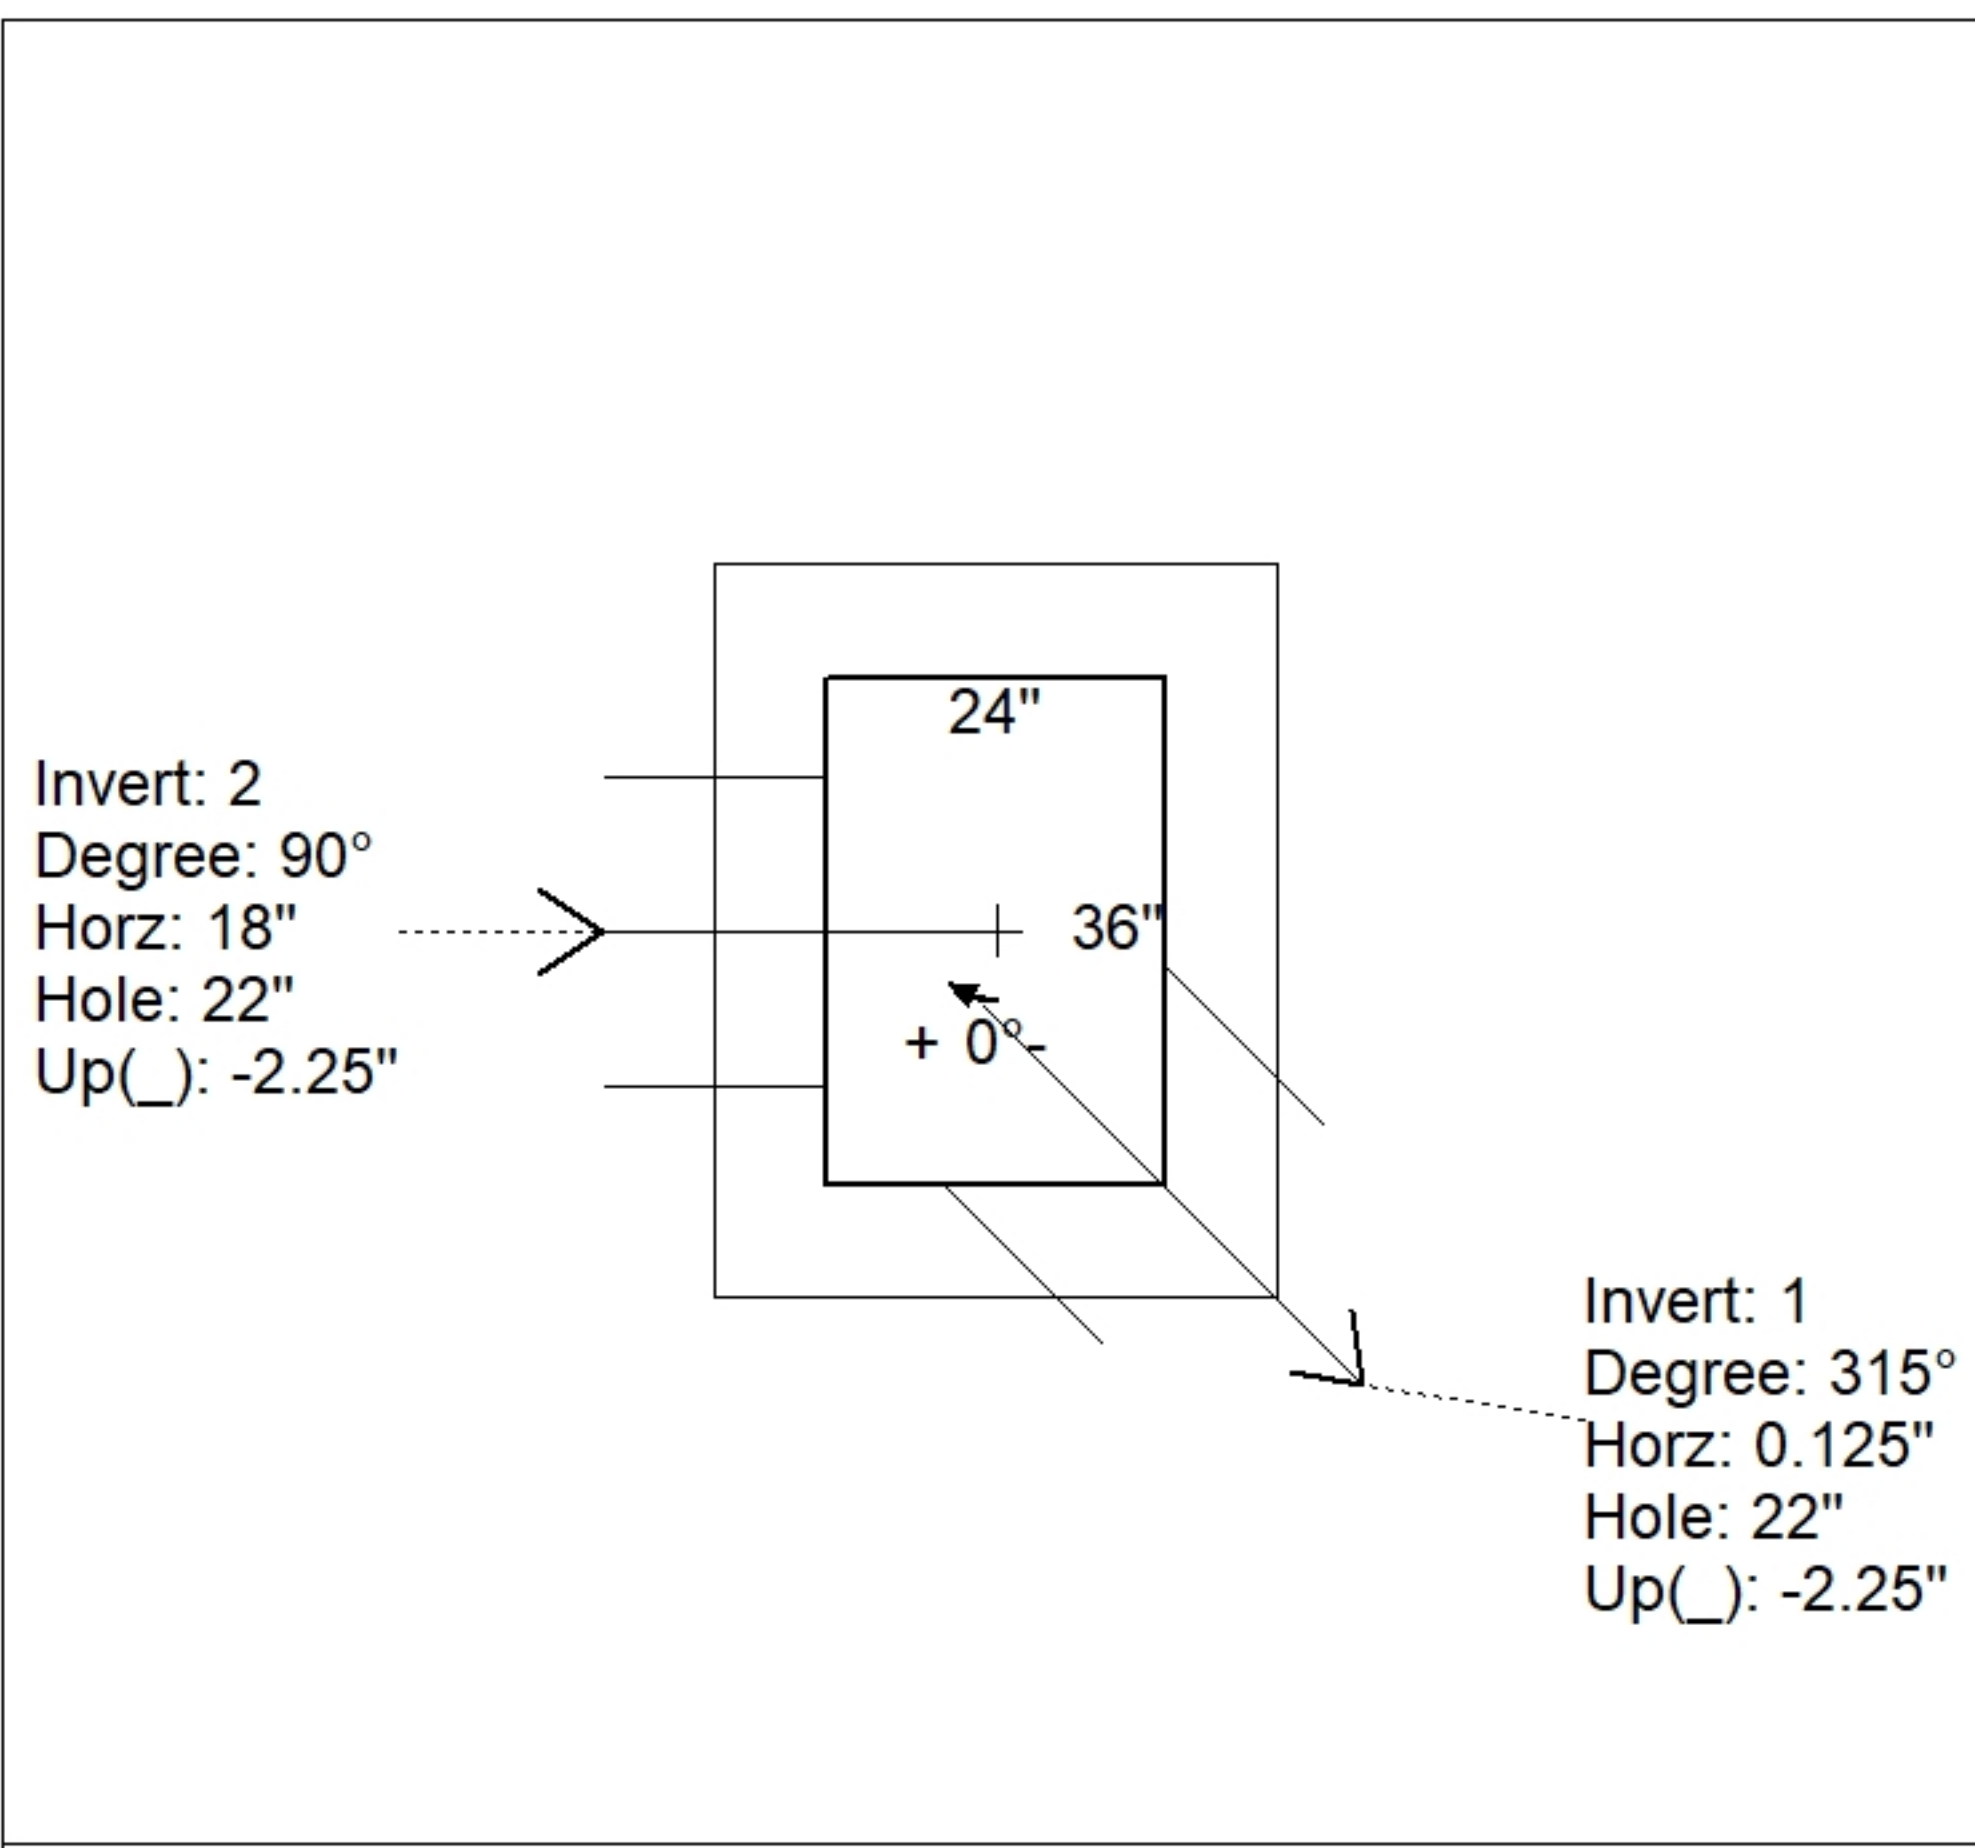 24"
Invert: 2
Degree: 90°
Horz: 18"
Hole: 22"
Up(_): -2.25"
36"
+ 0° -
Invert: 1
Degree: 315°
Horz: 0.125"
Hole: 22"
Up(_): -2.25"